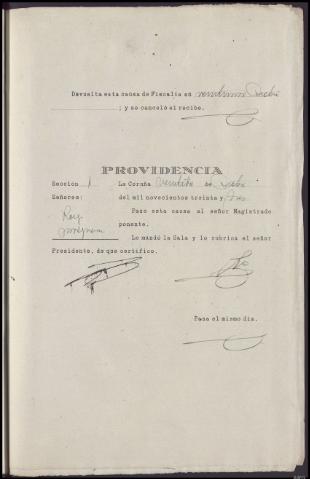 Devuelta esta causa de Fiscalía en
; y se canceló el recibo.
PROVIDENCIA
Sección 1 La Coruña
Señores: del mil novecientos treinta y
Rey Pase esta causa al señor Magistrado
ponente.
Lo mandó la Sala y lo rubrica el señor
Presidente, de que certifico.
Pasa el mismo día.